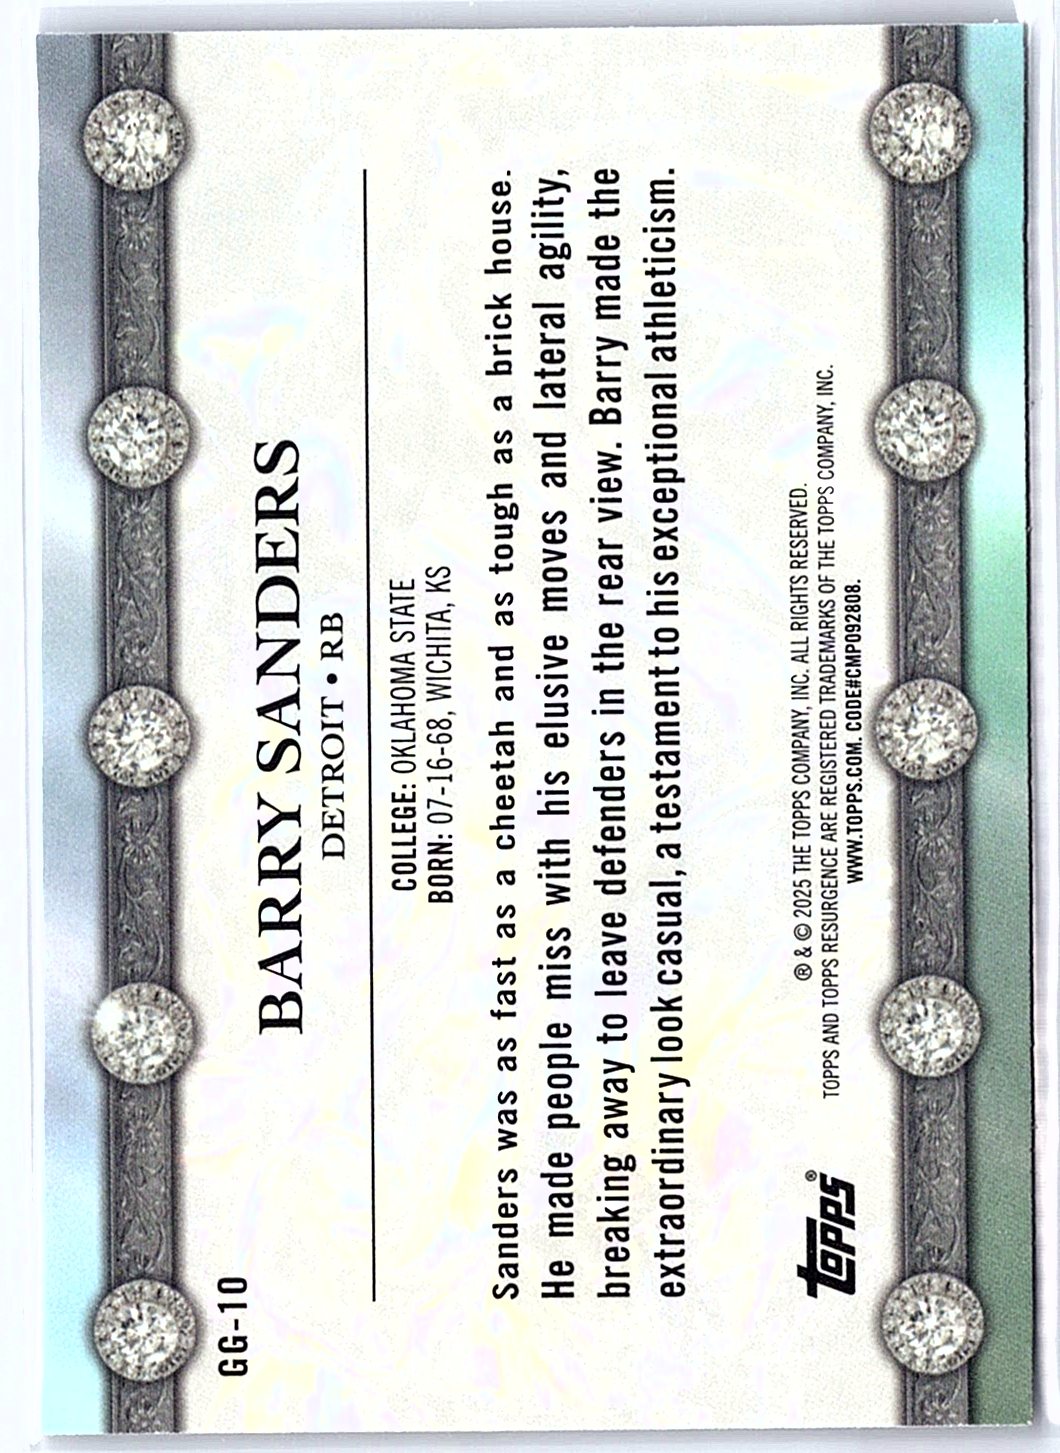 GG-10
BARRY SANDERS
DETROIT • RB
COLLEGE: OKLAHOMA STATE
BORN: 07-16-68, WICHITA, KS
Sanders was as fast as a cheetah and as tough as a brick house.
He made people miss with his elusive moves and lateral agility,
breaking away to leave defenders in the rear view. Barry made the
extraordinary look casual, a testament to his exceptional athleticism.
topps®
® & © 2025 THE TOPPS COMPANY, INC. ALL RIGHTS RESERVED.
TOPPS AND TOPPS RESURGENCE ARE REGISTERED TRADEMARKS OF THE TOPPS COMPANY, INC.
WWW.TOPPS.COM. CODE#CMP092808.